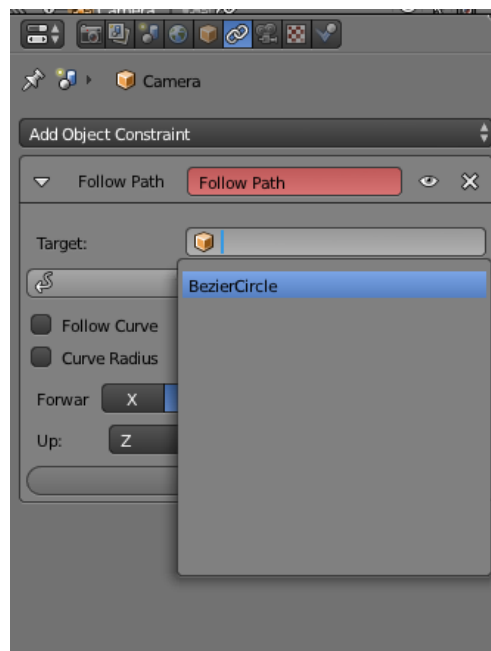 Camera
Add Object Constraint
Follow Path
Follow Path
Target:
BezierCircle
Follow Curve
Curve Radius
Forwar X
Up: Z